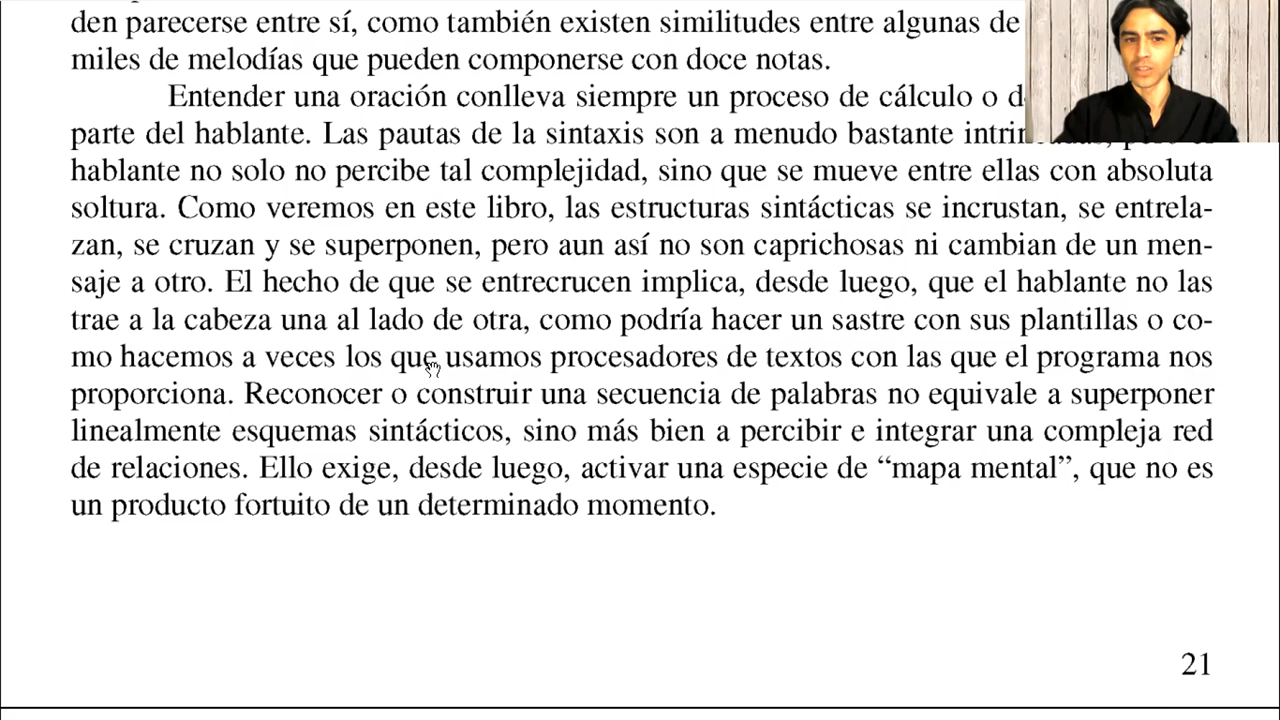 den parecerse entre sí, como también existen similitudes entre algunas de
miles de melodías que pueden componerse con doce notas.
Entender una oración conlleva siempre un proceso de cálculo o
parte del hablante. Las pautas de la sintaxis son a menudo bastante
hablante no solo no percibe tal complejidad, sino que se mueve entre ellas con absoluta
soltura. Como veremos en este libro, las estructuras sintácticas se incrustan, se entrela-
zan, se cruzan y se superponen, pero aun así no son caprichosas ni cambian de un men-
saje a otro. El hecho de que se entrecrucen implica, desde luego, que el hablante no las
trae a la cabeza una al lado de otra, como podría hacer un sastre con sus plantillas o co-
mo hacemos a veces los que usamos procesadores de textos con las que el programa nos
proporciona. Reconocer o construir una secuencia de palabras no equivale a superponer
linealmente esquemas sintácticos, sino más bien a percibir e integrar una compleja red
de relaciones. Ello exige, desde luego, activar una especie de “mapa mental”, que no es
un producto fortuito de un determinado momento.
21